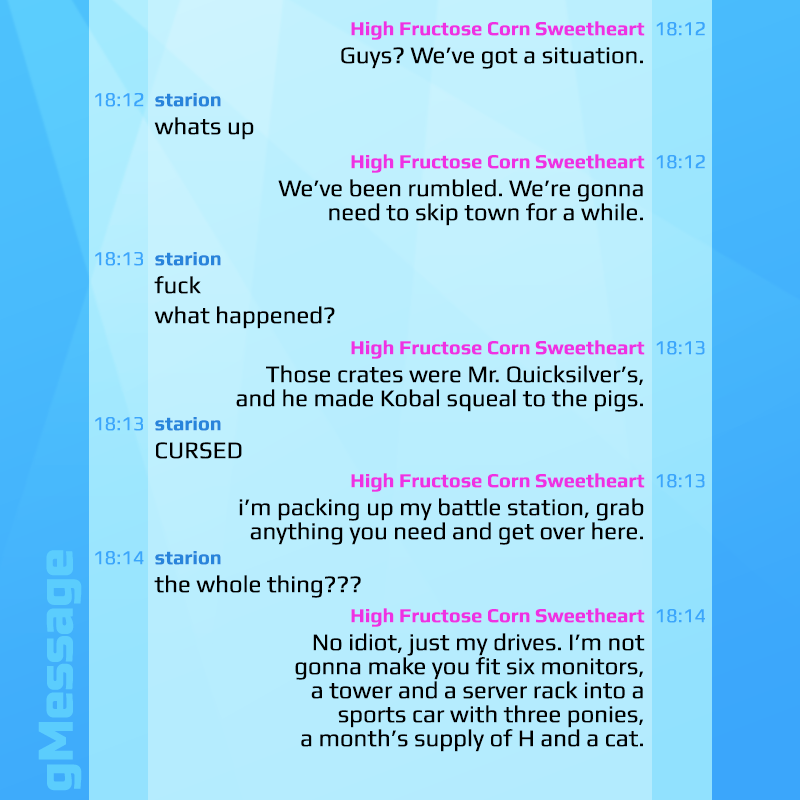 High Fructose Corn Sweetheart 18:12
Guys? We’ve got a situation.
18:12 starion
whats up
High Fructose Corn Sweetheart 18:12
We’ve been rumbled. We’re gonna
need to skip town for a while.
18:13 starion
fuck
what happened?
High Fructose Corn Sweetheart 18:13
Those crates were Mr. Quicksilver’s,
and he made Kobal squeal to the pigs.
18:13 starion
CURSED
High Fructose Corn Sweetheart 18:13
i’m packing up my battle station, grab
anything you need and get over here.
18:14 starion
the whole thing???
High Fructose Corn Sweetheart 18:14
No idiot, just my drives. I’m not
gonna make you fit six monitors,
a tower and a server rack into a
sports car with three ponies,
a month’s supply of H and a cat.
gMessage